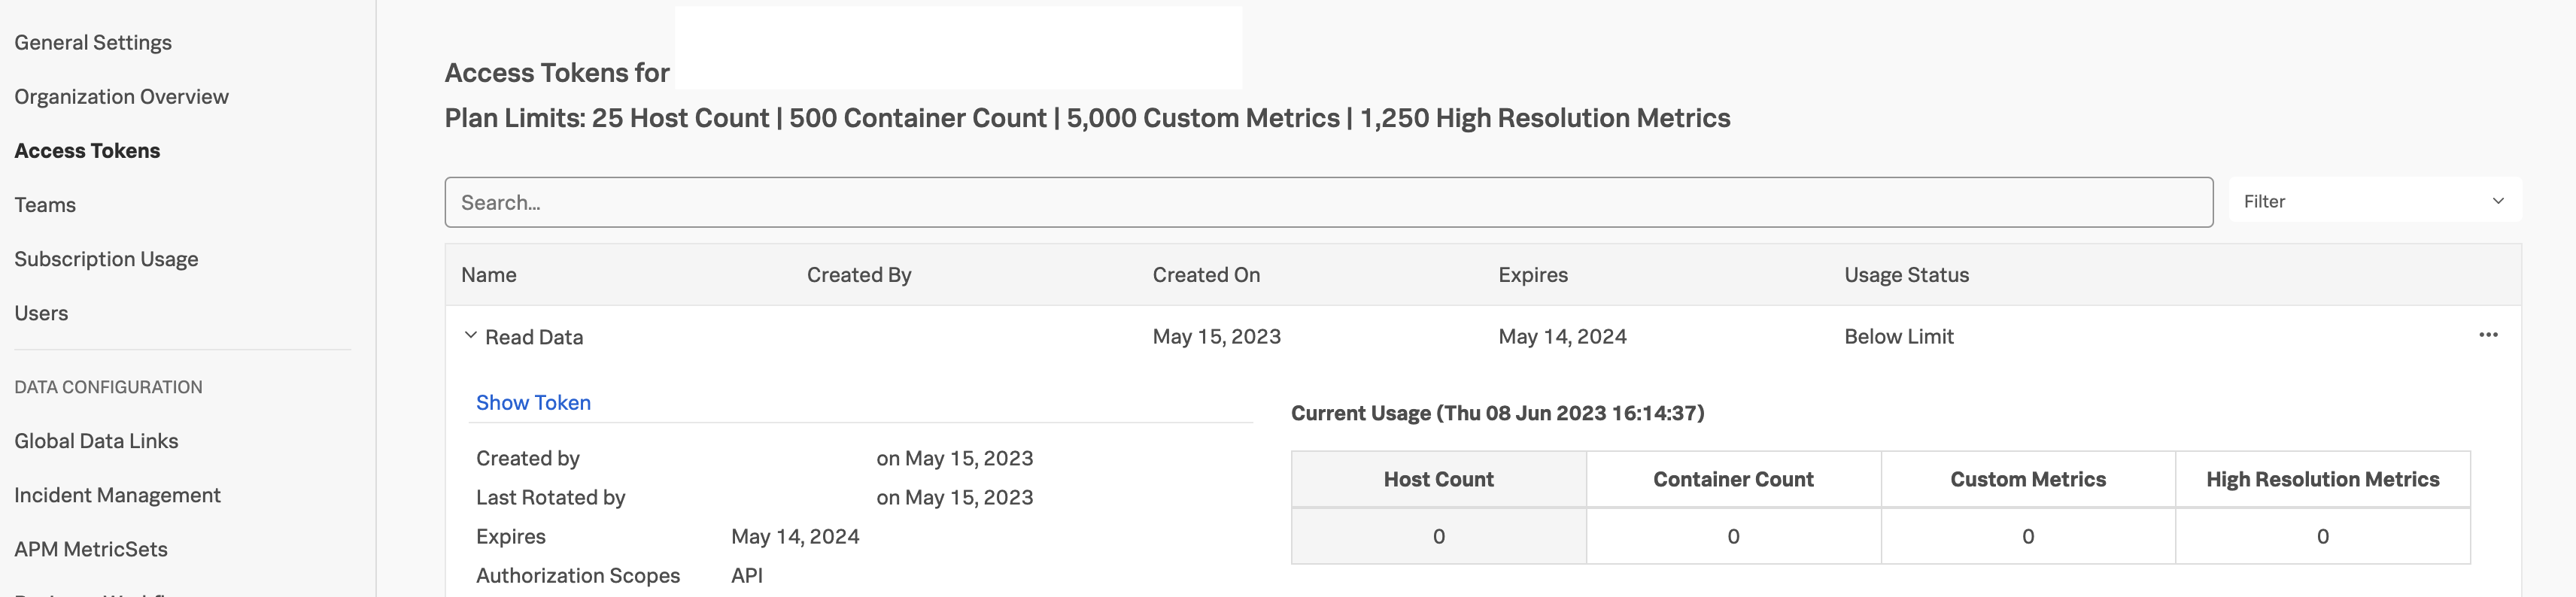 General Settings
Organization Overview
Access Tokens
Teams
Subscription Usage
Users
DATA CONFIGURATION
Global Data Links
Incident Management
APM MetricSets
Access Tokens for
Plan Limits: 25 Host Count | 500 Container Count | 5,000 Custom Metrics | 1,250 High Resolution Metrics
Search...
Filter
Name Created By Created On Expires Usage Status
Read Data May 15, 2023 May 14, 2024 Below Limit
Show Token
Created by on May 15, 2023
Last Rotated by on May 15, 2023
Expires May 14, 2024
Authorization Scopes API
Current Usage (Thu 08 Jun 2023 16:14:37)
Host Count Container Count Custom Metrics High Resolution Metrics
0 0 0 0